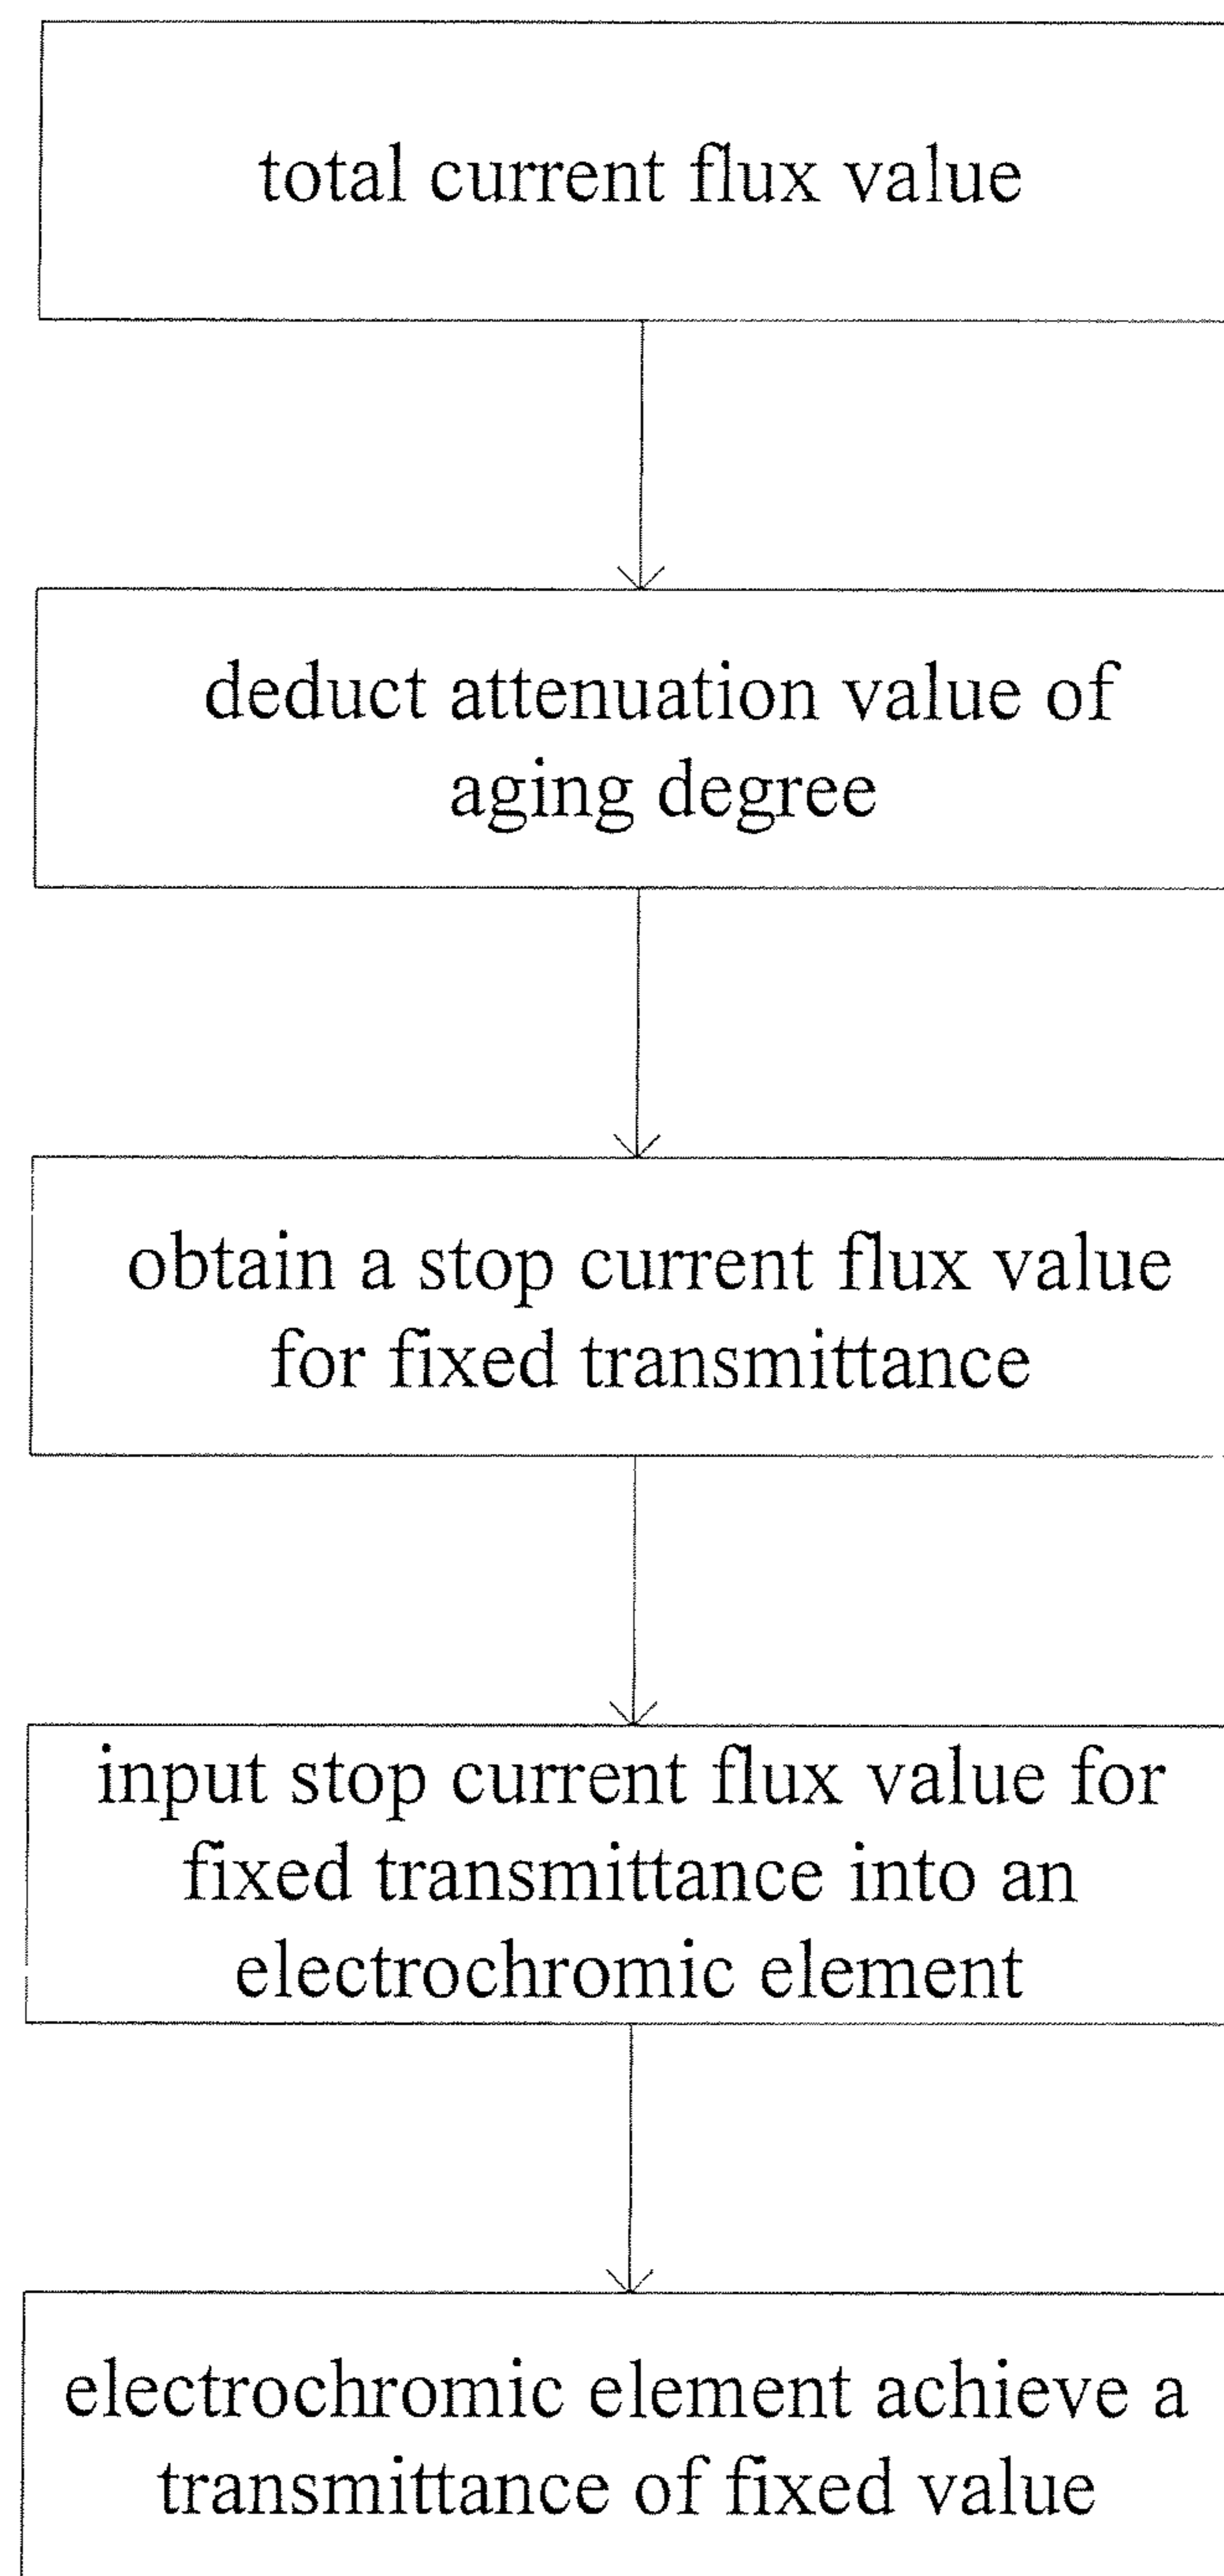 total current flux value
deduct attenuation value of
aging degree
obtain a stop current flux value
for fixed transmittance
input stop current flux value for
fixed transmittance into an
electrochromic element
electrochromic element achieve a
transmittance of fixed value